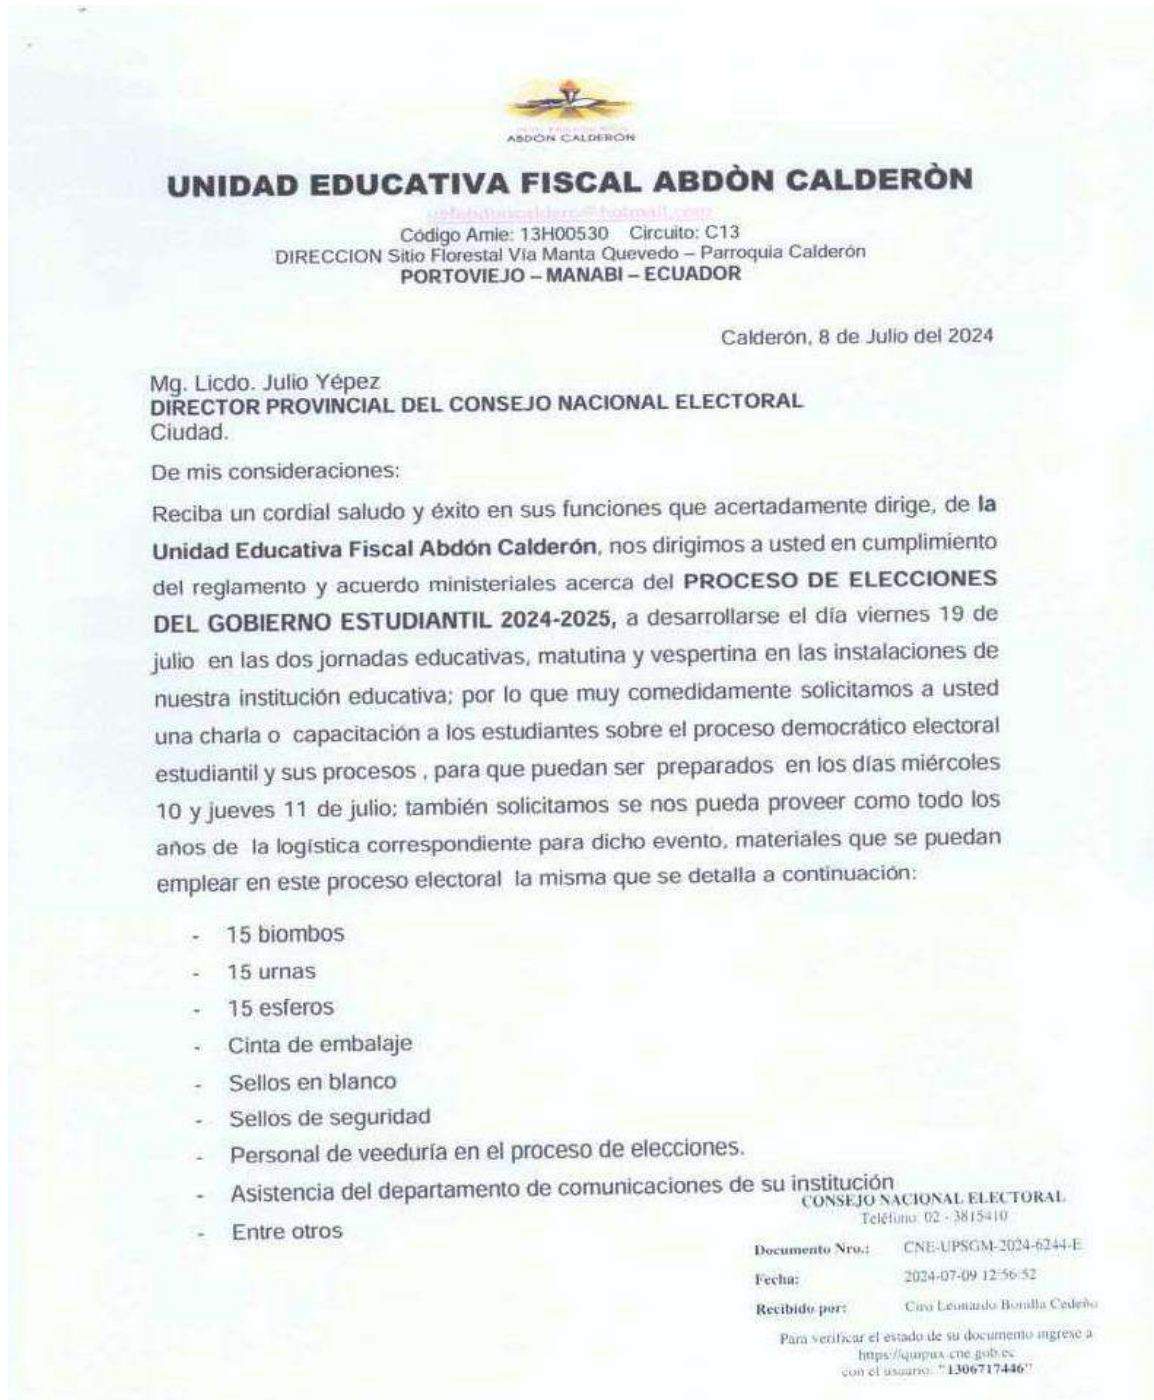 ABDÓN CALDERÓN
UNIDAD EDUCATIVA FISCAL ABDÒN CALDERÒN
Código Amie: 13H00530 Circuito: C13
DIRECCION Sitio Florestal Vía Manta Quevedo – Parroquia Calderón
PORTOVIEJO – MANABI – ECUADOR
Calderón, 8 de Julio del 2024
Mg. Licdo. Julio Yépez
DIRECTOR PROVINCIAL DEL CONSEJO NACIONAL ELECTORAL
Ciudad.
De mis consideraciones:
Reciba un cordial saludo y éxito en sus funciones que acertadamente dirige, de la
Unidad Educativa Fiscal Abdón Calderón, nos dirigimos a usted en cumplimiento
del reglamento y acuerdo ministeriales acerca del PROCESO DE ELECCIONES
DEL GOBIERNO ESTUDIANTIL 2024-2025, a desarrollarse el día viernes 19 de
julio en las dos jornadas educativas, matutina y vespertina en las instalaciones de
nuestra institución educativa; por lo que muy comedidamente solicitamos a usted
una charla o capacitación a los estudiantes sobre el proceso democrático electoral
estudiantil y sus procesos , para que puedan ser preparados en los días miércoles
10 y jueves 11 de julio; también solicitamos se nos pueda proveer como todo los
años de la logística correspondiente para dicho evento, materiales que se puedan
emplear en este proceso electoral la misma que se detalla a continuación:
- 15 biombos
- 15 urnas
- 15 esferos
- Cinta de embalaje
- Sellos en blanco
- Sellos de seguridad
- Personal de veeduría en el proceso de elecciones.
- Asistencia del departamento de comunicaciones de su institución
- Entre otros
CONSEJO NACIONAL ELECTORAL
Teléfono: 02 - 3815410
Documento Nro.: CNE-UPSGM-2024-6244-E
Fecha: 2024-07-09 12:56:52
Recibido por: Ciro Leonardo Bonilla Cedeño
Para verificar el estado de su documento ingrese a
https://quipux.cne.gob.ec
con el usuario: "1306717446"